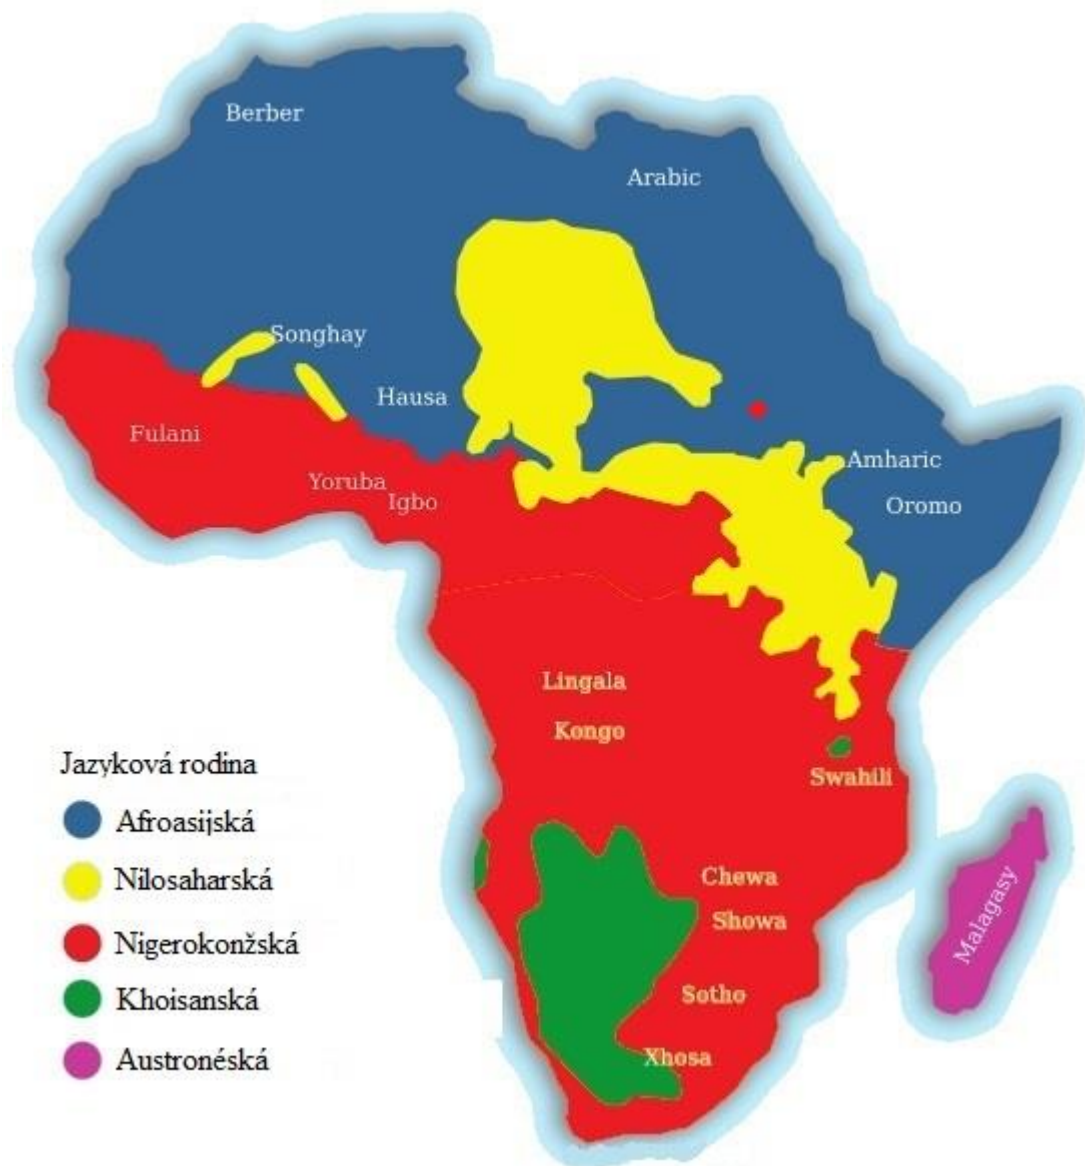 Berber
Arabic
Songhay
Hausa
Fulani
Yoruba
Igbo
Amharic
Oromo
Lingala
Kongo
Swahili
Chewa
Showa
Sotho
Xhosa
Malagasy
Jazyková rodina
Afroasijská
Nilosaharská
Nigerokonžská
Khoisanská
Austronéská